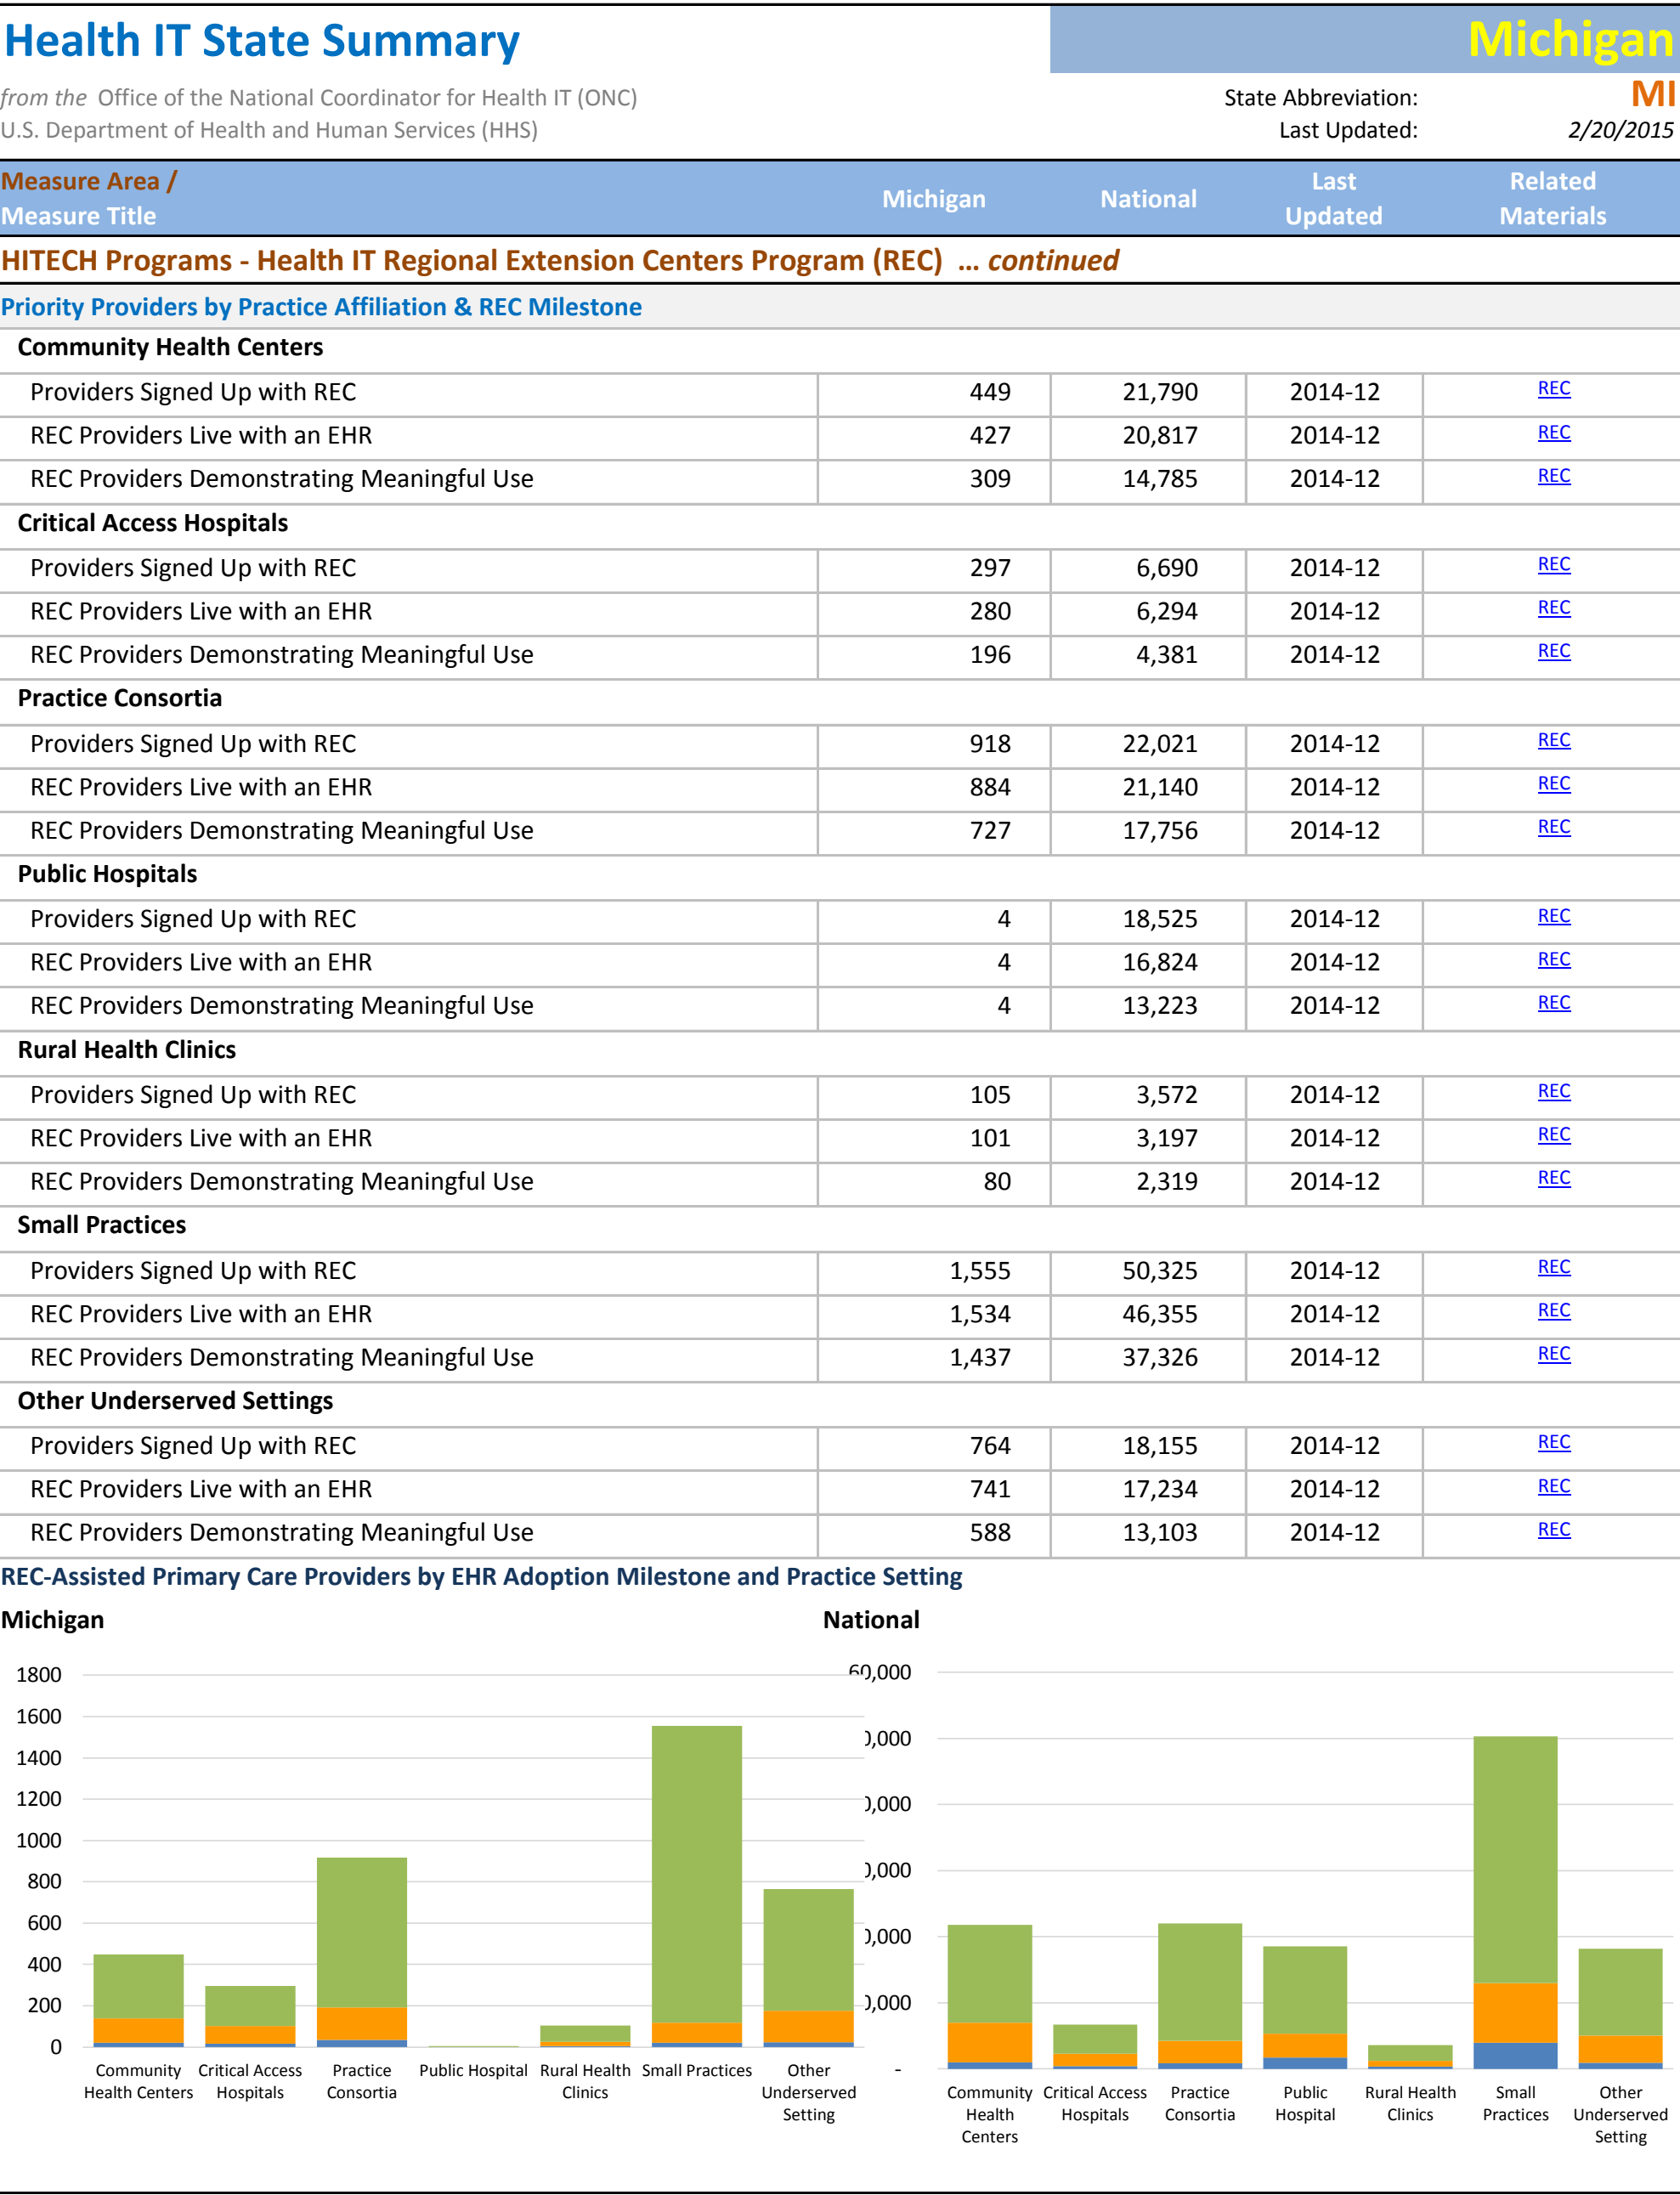 Health IT State Summary Michigan
from the Office of the National Coordinator for Health IT (ONC) State Abbreviation: MI
U.S. Department of Health and Human Services (HHS) Last Updated: 2/20/2015
Measure Area / Last Related
Michigan National
Measure Title Updated Materials
HITECH Programs - Health IT Regional Extension Centers Program (REC) … continued
Priority Providers by Practice Affiliation & REC Milestone
Community Health Centers
Providers Signed Up with REC 449 21,790 2014-12 REC
REC Providers Live with an EHR 427 20,817 2014-12 REC
REC Providers Demonstrating Meaningful Use 309 14,785 2014-12 REC
Critical Access Hospitals
Providers Signed Up with REC 297 6,690 2014-12 REC
REC Providers Live with an EHR 280 6,294 2014-12 REC
REC Providers Demonstrating Meaningful Use 196 4,381 2014-12 REC
Practice Consortia
Providers Signed Up with REC 918 22,021 2014-12 REC
REC Providers Live with an EHR 884 21,140 2014-12 REC
REC Providers Demonstrating Meaningful Use 727 17,756 2014-12 REC
Public Hospitals
Providers Signed Up with REC 4 18,525 2014-12 REC
REC Providers Live with an EHR 4 16,824 2014-12 REC
REC Providers Demonstrating Meaningful Use 4 13,223 2014-12 REC
Rural Health Clinics
Providers Signed Up with REC 105 3,572 2014-12 REC
REC Providers Live with an EHR 101 3,197 2014-12 REC
REC Providers Demonstrating Meaningful Use 80 2,319 2014-12 REC
Small Practices
Providers Signed Up with REC 1,555 50,325 2014-12 REC
REC Providers Live with an EHR 1,534 46,355 2014-12 REC
REC Providers Demonstrating Meaningful Use 1,437 37,326 2014-12 REC
Other Underserved Settings
Providers Signed Up with REC 764 18,155 2014-12 REC
REC Providers Live with an EHR 741 17,234 2014-12 REC
REC Providers Demonstrating Meaningful Use 588 13,103 2014-12 REC
REC-Assisted Primary Care Providers by EHR Adoption Milestone and Practice Setting
Michigan
1800
1600
1400
1200
1000
800
600
400
200
0
Community Critical Access Practice Public Hospital Rural Health Small Practices Other
Health Centers Hospitals Consortia Clinics Underserved
Setting
National
60,000
0,000
0,000
0,000
0,000
0,000
-
Community Critical Access Practice Public Rural Health Small Other
Health Hospitals Consortia Hospital Clinics Practices Underserved
Centers Setting